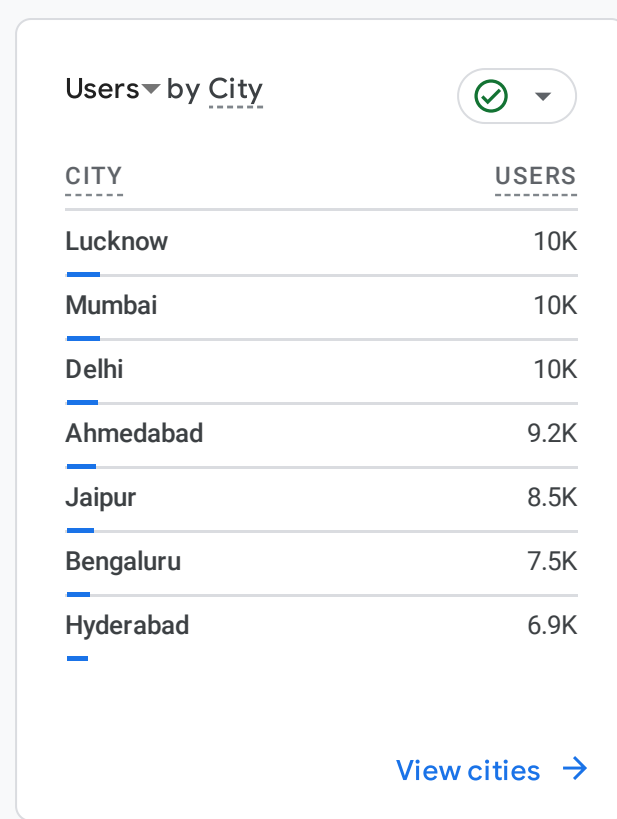 Users by City
CITY USERS
Lucknow 10K
Mumbai 10K
Delhi 10K
Ahmedabad 9.2K
Jaipur 8.5K
Bengaluru 7.5K
Hyderabad 6.9K
View cities